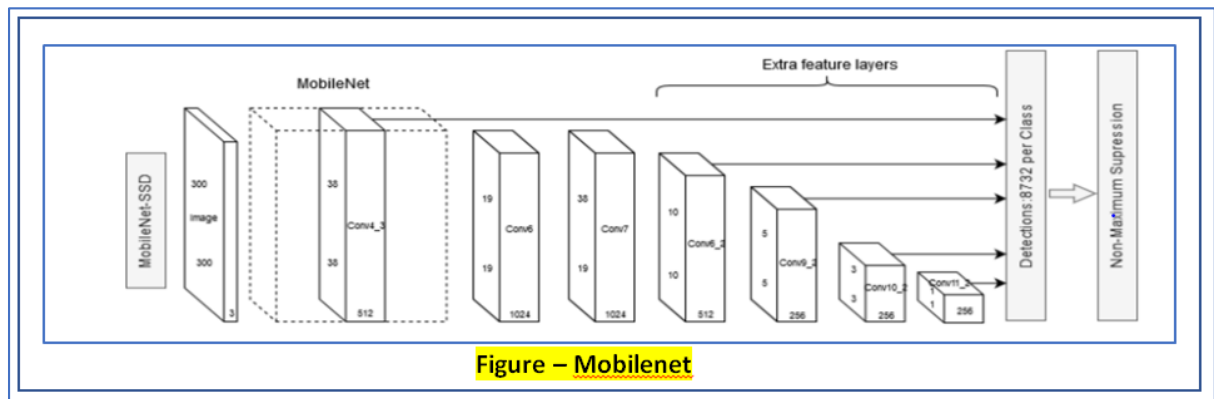 MobileNet
Extra feature layers
MobileNet-SSD
300
image
300
3
38
Conv4_3
38
512
19
Conv6
19
1024
38
Conv7
19
1024
10
Conv6_2
10
512
5
Conv9_2
5
256
3
Conv10_2
3
256
Conv11_2
1
1
256
Detections:8732 per Class
Non-Maximum Supression
Figure – Mobilenet